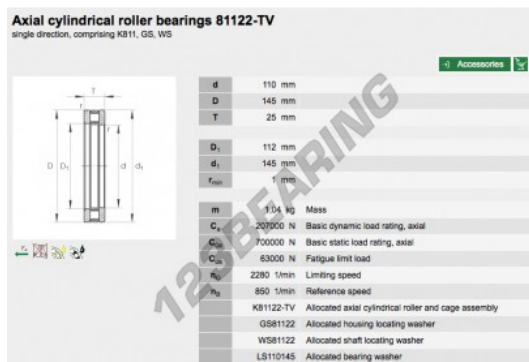 Axial cylindrical roller bearings 81122-TV
single direction, comprising K811, GS, WS
Accessories
T
r
r
D D1 d d1
d 110 mm
D 145 mm
T 25 mm
D1 112 mm
d1 145 mm
rmin 1 mm
m 1.04 kg Mass
Ca 207000 N Basic dynamic load rating, axial
C0a 700000 N Basic static load rating, axial
Cua 63000 N Fatigue limit load
nG 2280 1/min Limiting speed
nB 850 1/min Reference speed
K81122-TV Allocated axial cylindrical roller and cage assembly
GS81122 Allocated housing locating washer
WS81122 Allocated shaft locating washer
LS110145 Allocated bearing washer
123BEARING